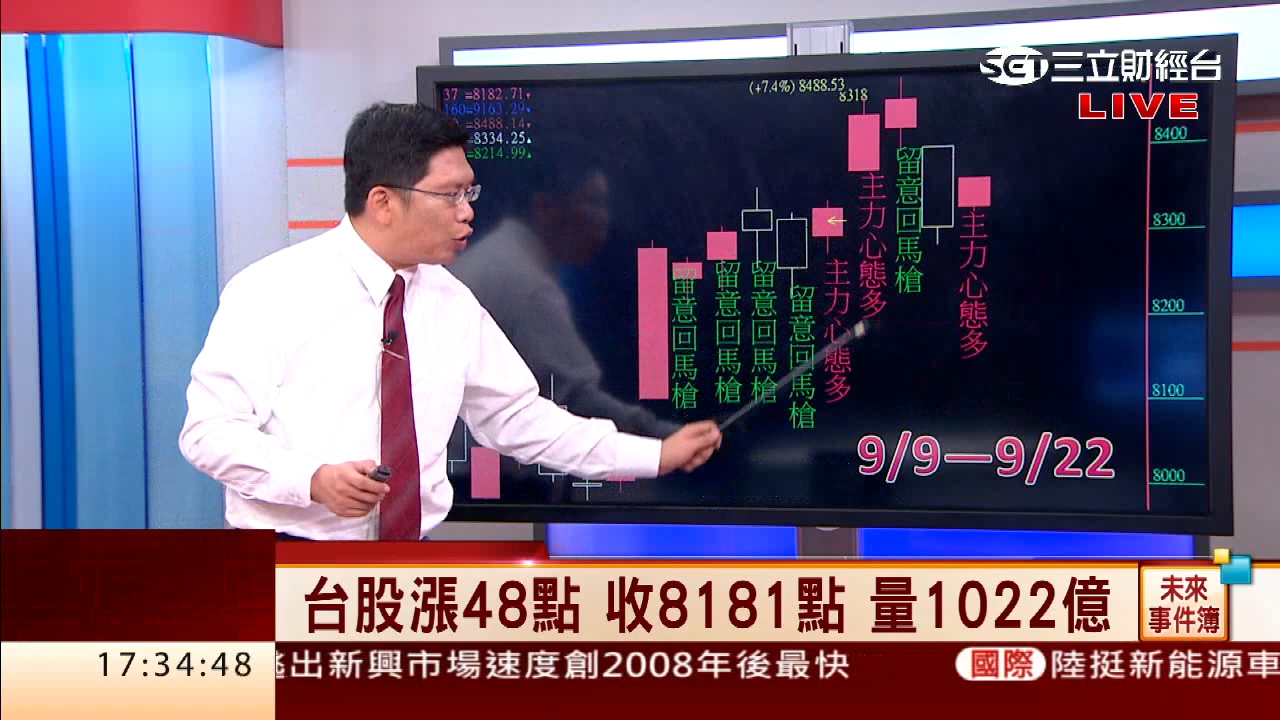 SET三立財經台
LIVE
37 =8182.71
160=9163.29
=8488.14
=8334.25
=8214.99
(+7.4%) 8488.53
8318
8400
8300
8200
8100
8000
留意回馬槍
留意回馬槍
留意回馬槍
留意回馬槍
主力心態多
主力心態多
留意回馬槍
主力心態多
9/9—9/22
台股漲48點 收8181點 量1022億
未來
事件簿
17:34:48
出新興市場速度創2008年後最快
國際 陸挺新能源車